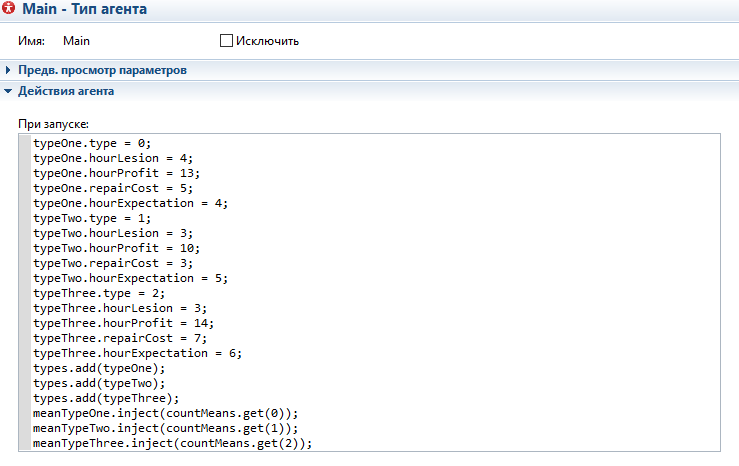 Main - Тип агента
Имя: Main Исключить
Предв. просмотр параметров
Действия агента
При запуске:
typeOne.type = 0;
typeOne.hourLesion = 4;
typeOne.hourProfit = 13;
typeOne.repairCost = 5;
typeOne.hourExpectation = 4;
typeTwo.type = 1;
typeTwo.hourLesion = 3;
typeTwo.hourProfit = 10;
typeTwo.repairCost = 3;
typeTwo.hourExpectation = 5;
typeThree.type = 2;
typeThree.hourLesion = 3;
typeThree.hourProfit = 14;
typeThree.repairCost = 7;
typeThree.hourExpectation = 6;
types.add(typeOne);
types.add(typeTwo);
types.add(typeThree);
meanTypeOne.inject(countMeans.get(0));
meanTypeTwo.inject(countMeans.get(1));
meanTypeThree.inject(countMeans.get(2));